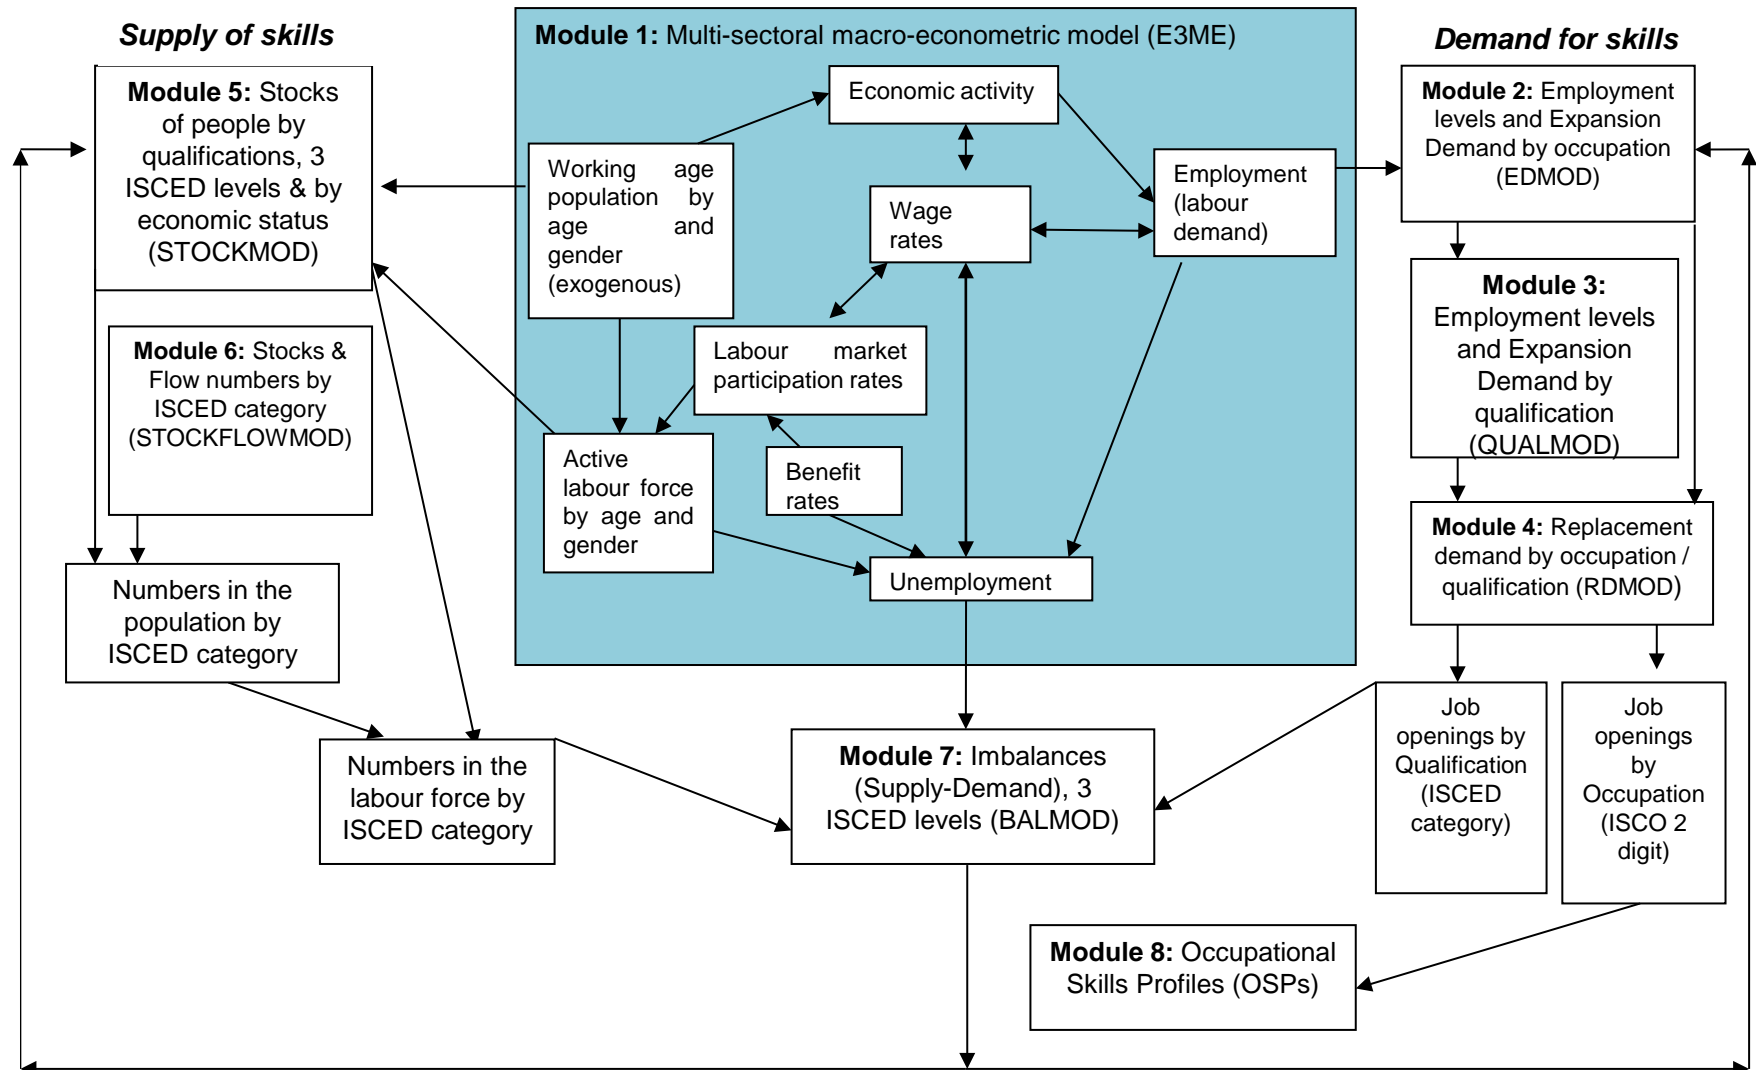 Supply of skills
Module 5: Stocks
of people by
qualifications, 3
ISCED levels & by
economic status
(STOCKMOD)
Module 6: Stocks &
Flow numbers by
ISCED category
(STOCKFLOWMOD)
Numbers in the
population by
ISCED category
Numbers in the
labour force by
ISCED category
Module 1: Multi-sectoral macro-econometric model (E3ME)
Economic activity
Working age
population by
age and
gender
(exogenous)
Wage
rates
Employment
(labour
demand)
Labour market
participation rates
Active
labour force
by age and
gender
Benefit
rates
Unemployment
Module 7: Imbalances
(Supply-Demand), 3
ISCED levels (BALMOD)
Demand for skills
Module 2: Employment
levels and Expansion
Demand by occupation
(EDMOD)
Module 3:
Employment levels
and Expansion
Demand by
qualification
(QUALMOD)
Module 4: Replacement
demand by occupation /
qualification (RDMOD)
Job
openings by
Qualification
(ISCED
category)
Job
openings
by
Occupation
(ISCO 2
digit)
Module 8: Occupational
Skills Profiles (OSPs)